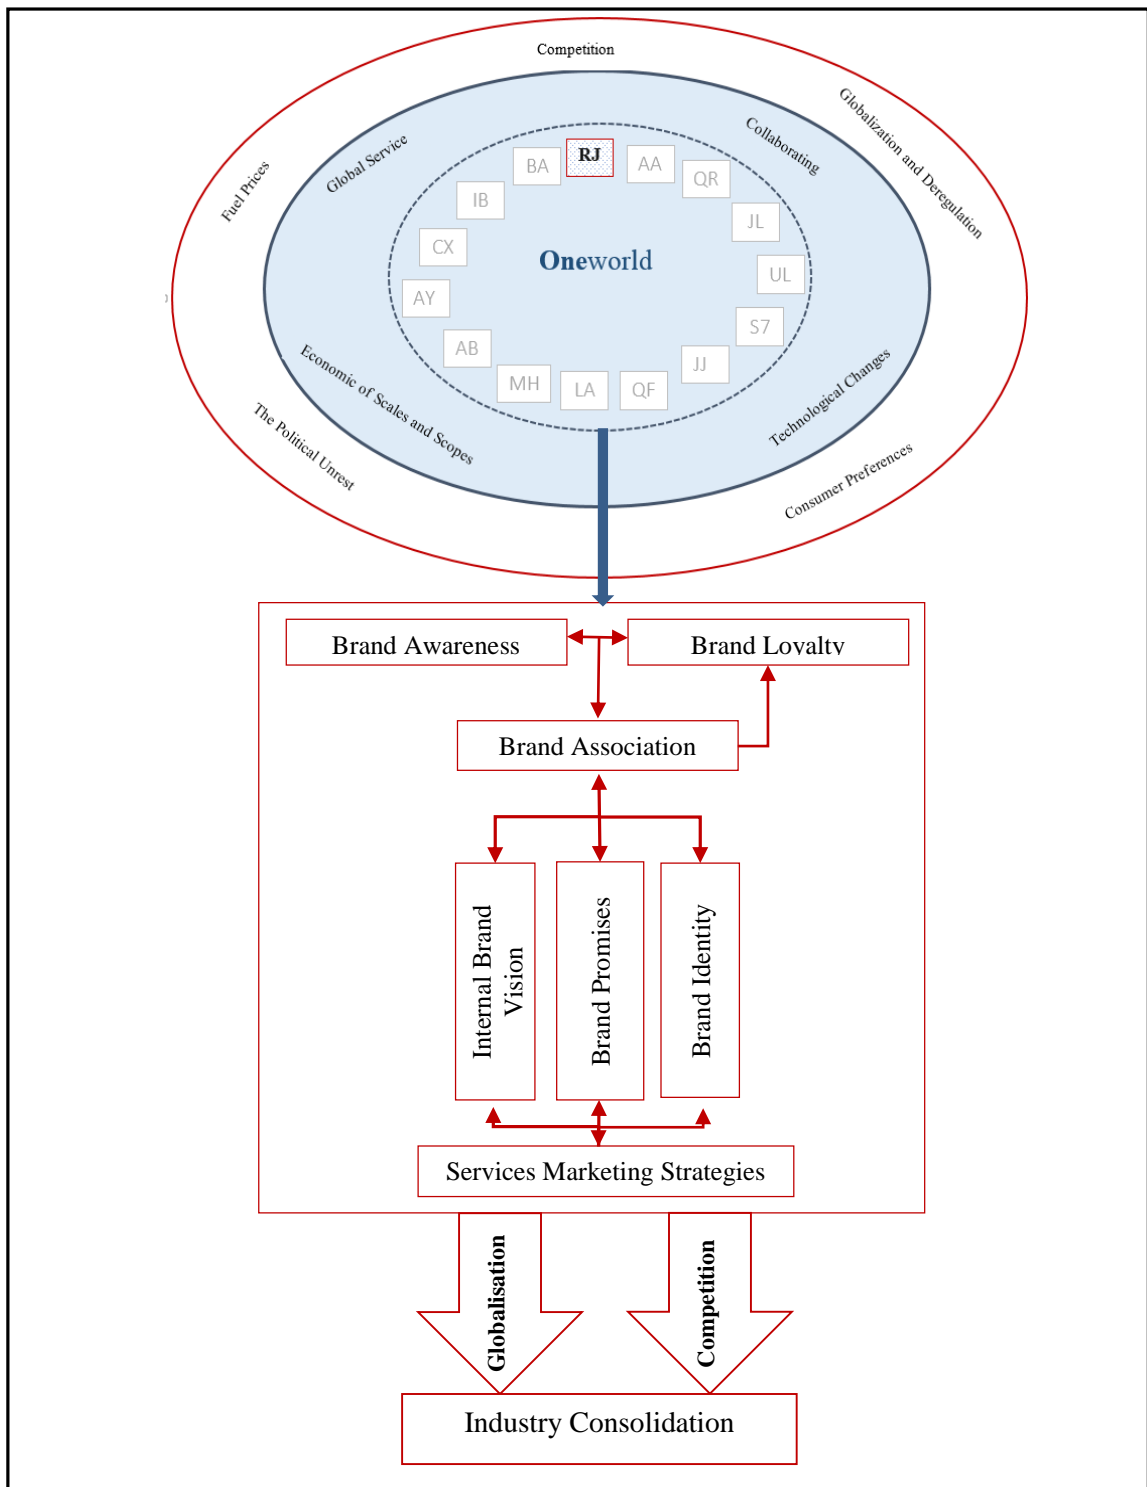 Competition
Globalization and Deregulation
Fuel Prices
Global Service
Collaborating
RJ
BA
AA
QR
IB
JL
CX
Oneworld
UL
AY
S7
AB
JJ
MH
LA
QF
Economic of Scales and Scopes
Technological Changes
The Political Unrest
Consumer Preferences
Brand Awareness
Brand Loyalty
Brand Association
Internal Brand
Vision
Brand Promises
Brand Identity
Services Marketing Strategies
Globalisation
Competition
Industry Consolidation